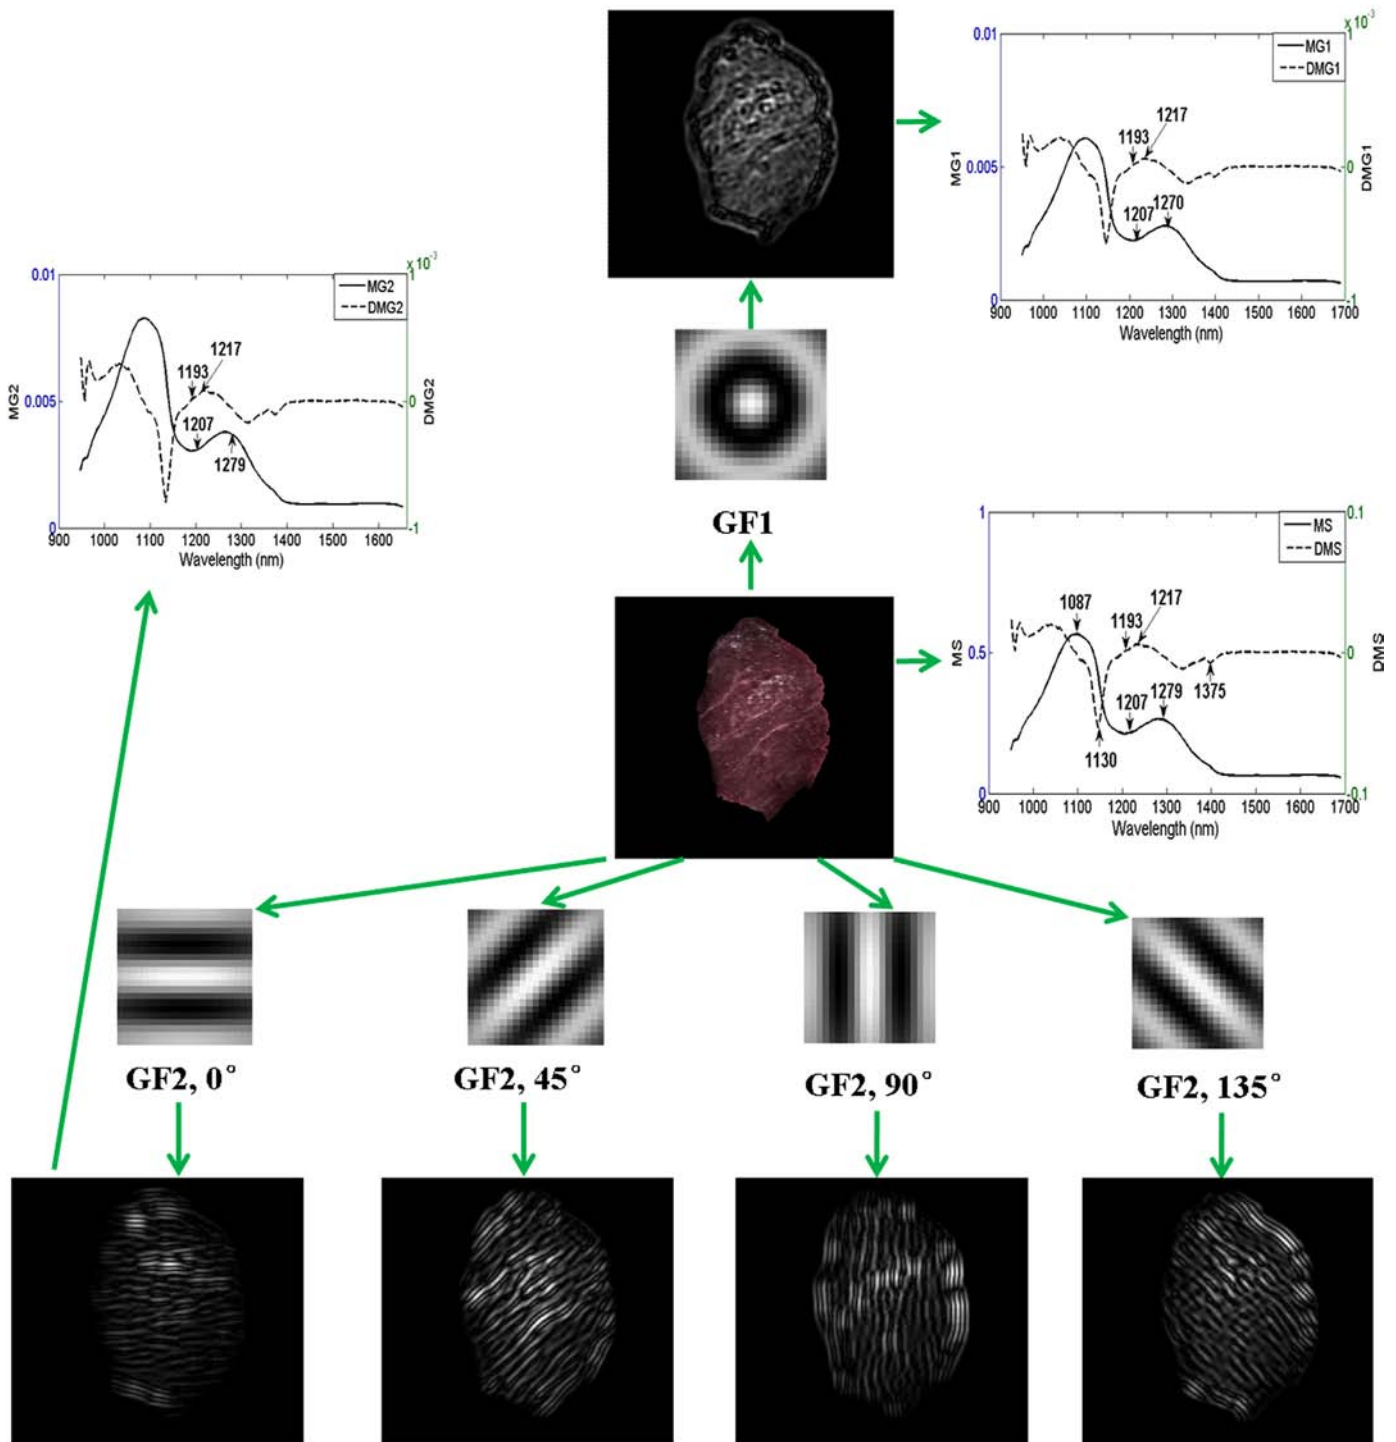 x 10⁻³
0.01
1
MG1
DMG1
1193
1217
MG1
0.005
0
DMG1
1207
1270
0
-1
900 1000 1100 1200 1300 1400 1500 1600 1700
Wavelength (nm)
x 10⁻³
0.01
1
MG2
DMG2
1193
1217
MG2
0.005
0
DMG2
1207
1279
0
-1
900 1000 1100 1200 1300 1400 1500 1600
Wavelength (nm)
GF1
1
0.1
MS
DMS
1087
1193
1217
MS
0.5
0
DMS
1207
1279
1375
1130
0
-0.1
900 1000 1100 1200 1300 1400 1500 1600 1700
Wavelength (nm)
GF2, 0°
GF2, 45°
GF2, 90°
GF2, 135°